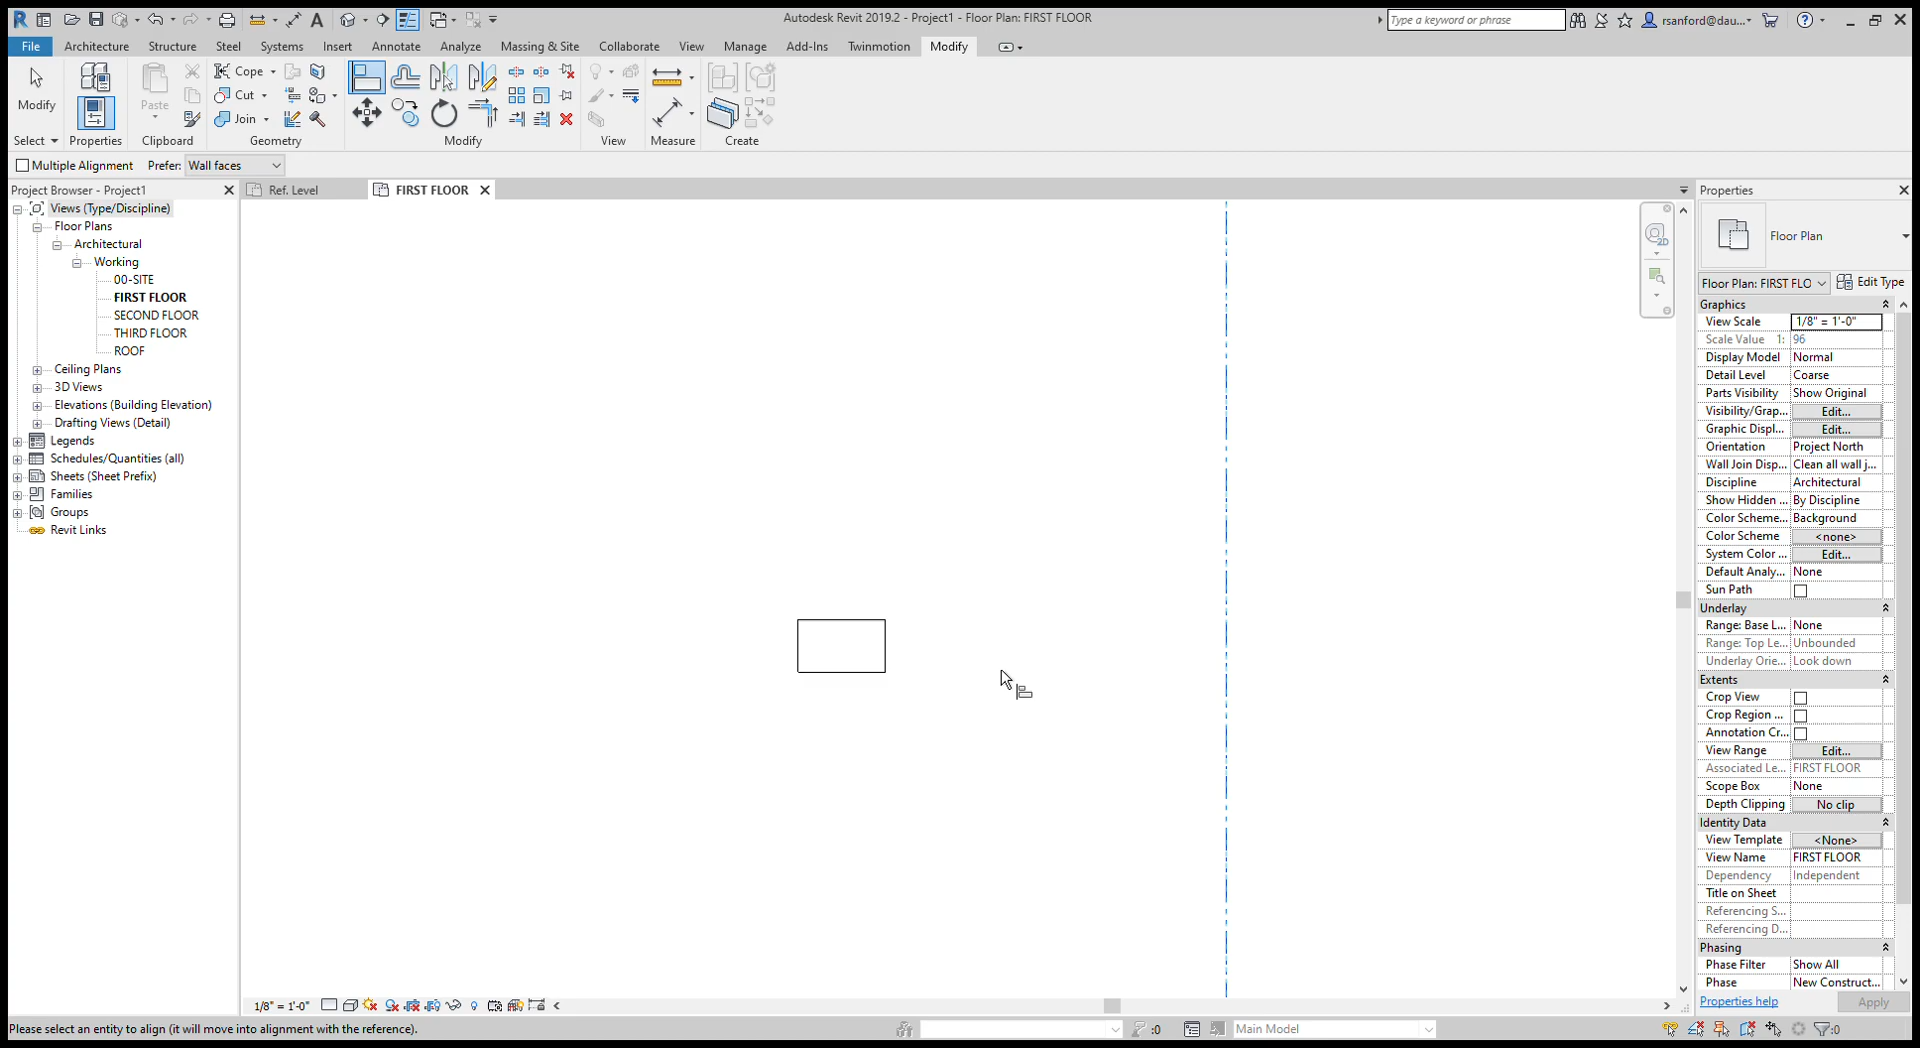 Autodesk Revit 2019.2 - Project1 - Floor Plan: FIRST FLOOR
Type a keyword or phrase
rsanford@dau...
File Architecture Structure Steel Systems Insert Annotate Analyze Massing & Site Collaborate View Manage Add-Ins Twinmotion Modify
Modify
Paste
Cope
Cut
Join
Select Properties Clipboard Geometry Modify View Measure Create
Multiple Alignment Prefer: Wall faces
Project Browser - Project1
Views (Type/Discipline)
Floor Plans
Architectural
Working
00-SITE
FIRST FLOOR
SECOND FLOOR
THIRD FLOOR
ROOF
Ceiling Plans
3D Views
Elevations (Building Elevation)
Drafting Views (Detail)
Legends
Schedules/Quantities (all)
Sheets (Sheet Prefix)
Families
Groups
Revit Links
Ref. Level
FIRST FLOOR
2D
Properties
Floor Plan
Floor Plan: FIRST FLO Edit Type
Graphics
View Scale 1/8" = 1'-0"
Scale Value 1: 96
Display Model Normal
Detail Level Coarse
Parts Visibility Show Original
Visibility/Grap... Edit...
Graphic Displ... Edit...
Orientation Project North
Wall Join Disp... Clean all wall j...
Discipline Architectural
Show Hidden ... By Discipline
Color Scheme... Background
Color Scheme <none>
System Color ... Edit...
Default Analy... None
Sun Path
Underlay
Range: Base L... None
Range: Top Le... Unbounded
Underlay Orie... Look down
Extents
Crop View
Crop Region ...
Annotation Cr...
View Range Edit...
Associated Le... FIRST FLOOR
Scope Box None
Depth Clipping No clip
Identity Data
View Template <None>
View Name FIRST FLOOR
Dependency Independent
Title on Sheet
Referencing S...
Referencing D...
Phasing
Phase Filter Show All
Phase New Construct...
Properties help Apply
1/8" = 1'-0"
Please select an entity to align (it will move into alignment with the reference).
:0
Main Model
:0